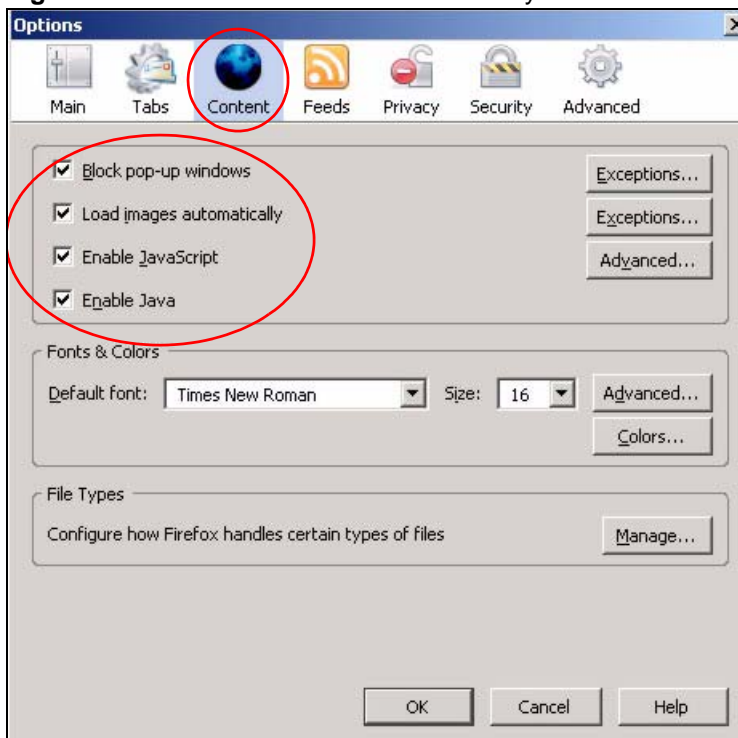 Options
Main Tabs Content Feeds Privacy Security Advanced
Block pop-up windows Exceptions...
Load images automatically Exceptions...
Enable JavaScript Advanced...
Enable Java
Fonts & Colors
Default font: Times New Roman Size: 16 Advanced...
Colors...
File Types
Configure how Firefox handles certain types of files Manage...
OK Cancel Help